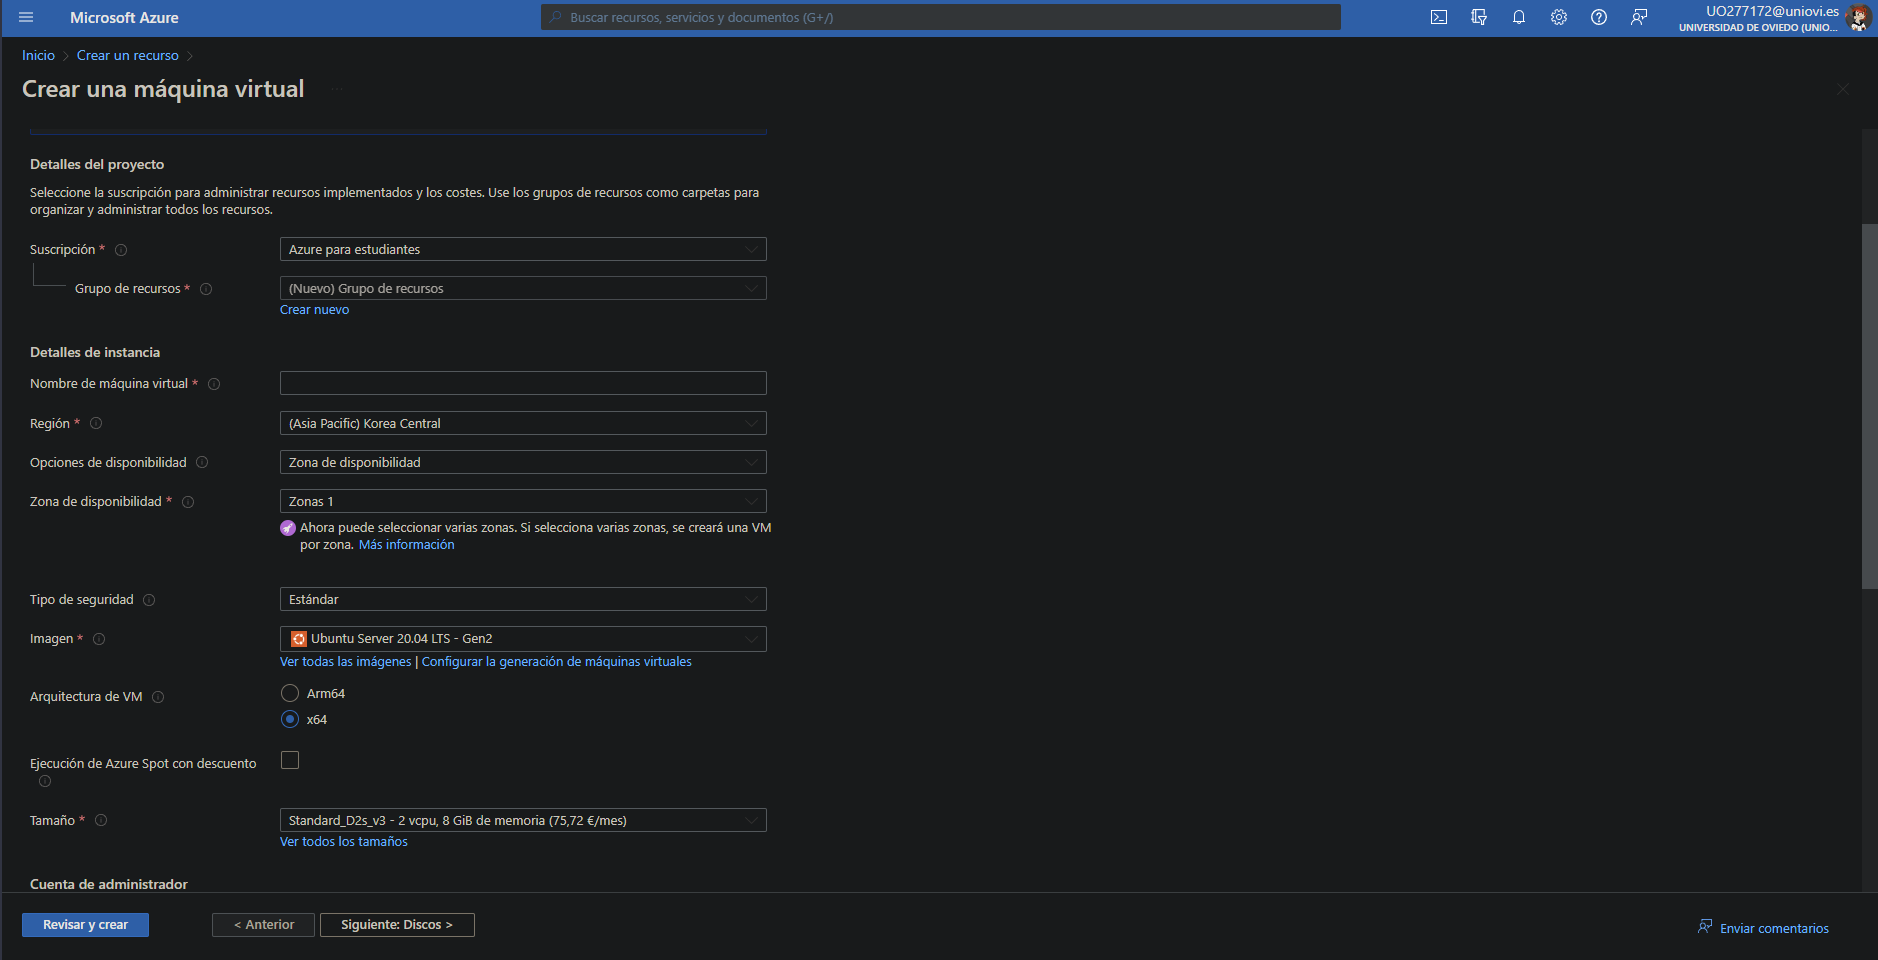 Microsoft Azure
Buscar recursos, servicios y documentos (G+/)
UO277172@uniovi.es
UNIVERSIDAD DE OVIEDO (UNIO...
Inicio > Crear un recurso >
Crear una máquina virtual ...
Detalles del proyecto
Seleccione la suscripción para administrar recursos implementados y los costes. Use los grupos de recursos como carpetas para
organizar y administrar todos los recursos.
Suscripción *
Azure para estudiantes
Grupo de recursos *
(Nuevo) Grupo de recursos
Crear nuevo
Detalles de instancia
Nombre de máquina virtual *
Región *
(Asia Pacific) Korea Central
Opciones de disponibilidad
Zona de disponibilidad
Zona de disponibilidad *
Zonas 1
Ahora puede seleccionar varias zonas. Si selecciona varias zonas, se creará una VM
por zona. Más información
Tipo de seguridad
Estándar
Imagen *
Ubuntu Server 20.04 LTS - Gen2
Ver todas las imágenes | Configurar la generación de máquinas virtuales
Arquitectura de VM
Arm64
x64
Ejecución de Azure Spot con descuento
Tamaño *
Standard_D2s_v3 - 2 vcpu, 8 GiB de memoria (75,72 €/mes)
Ver todos los tamaños
Cuenta de administrador
Revisar y crear
< Anterior
Siguiente: Discos >
Enviar comentarios